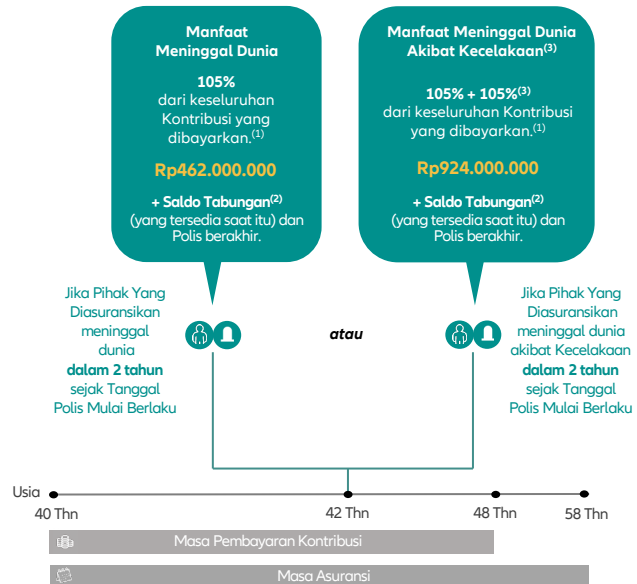 Manfaat
Meninggal Dunia
105%
dari keseluruhan
Kontribusi yang
dibayarkan.(1)
Rp462.000.000
+ Saldo Tabungan(2)
(yang tersedia saat itu) dan
Polis berakhir.
Manfaat Meninggal Dunia
Akibat Kecelakaan(3)
105% + 105%(3)
dari keseluruhan Kontribusi
yang dibayarkan.(1)
Rp924.000.000
+ Saldo Tabungan(2)
(yang tersedia saat itu) dan
Polis berakhir.
Jika Pihak Yang
Diasuransikan
meninggal
dunia
dalam 2 tahun
sejak Tanggal
Polis Mulai Berlaku
atau
Jika Pihak Yang
Diasuransikan
meninggal dunia
akibat Kecelakaan
dalam 2 tahun
sejak Tanggal
Polis Mulai Berlaku
Usia
40 Thn
42 Thn
48 Thn
58 Thn
Masa Pembayaran Kontribusi
Masa Asuransi